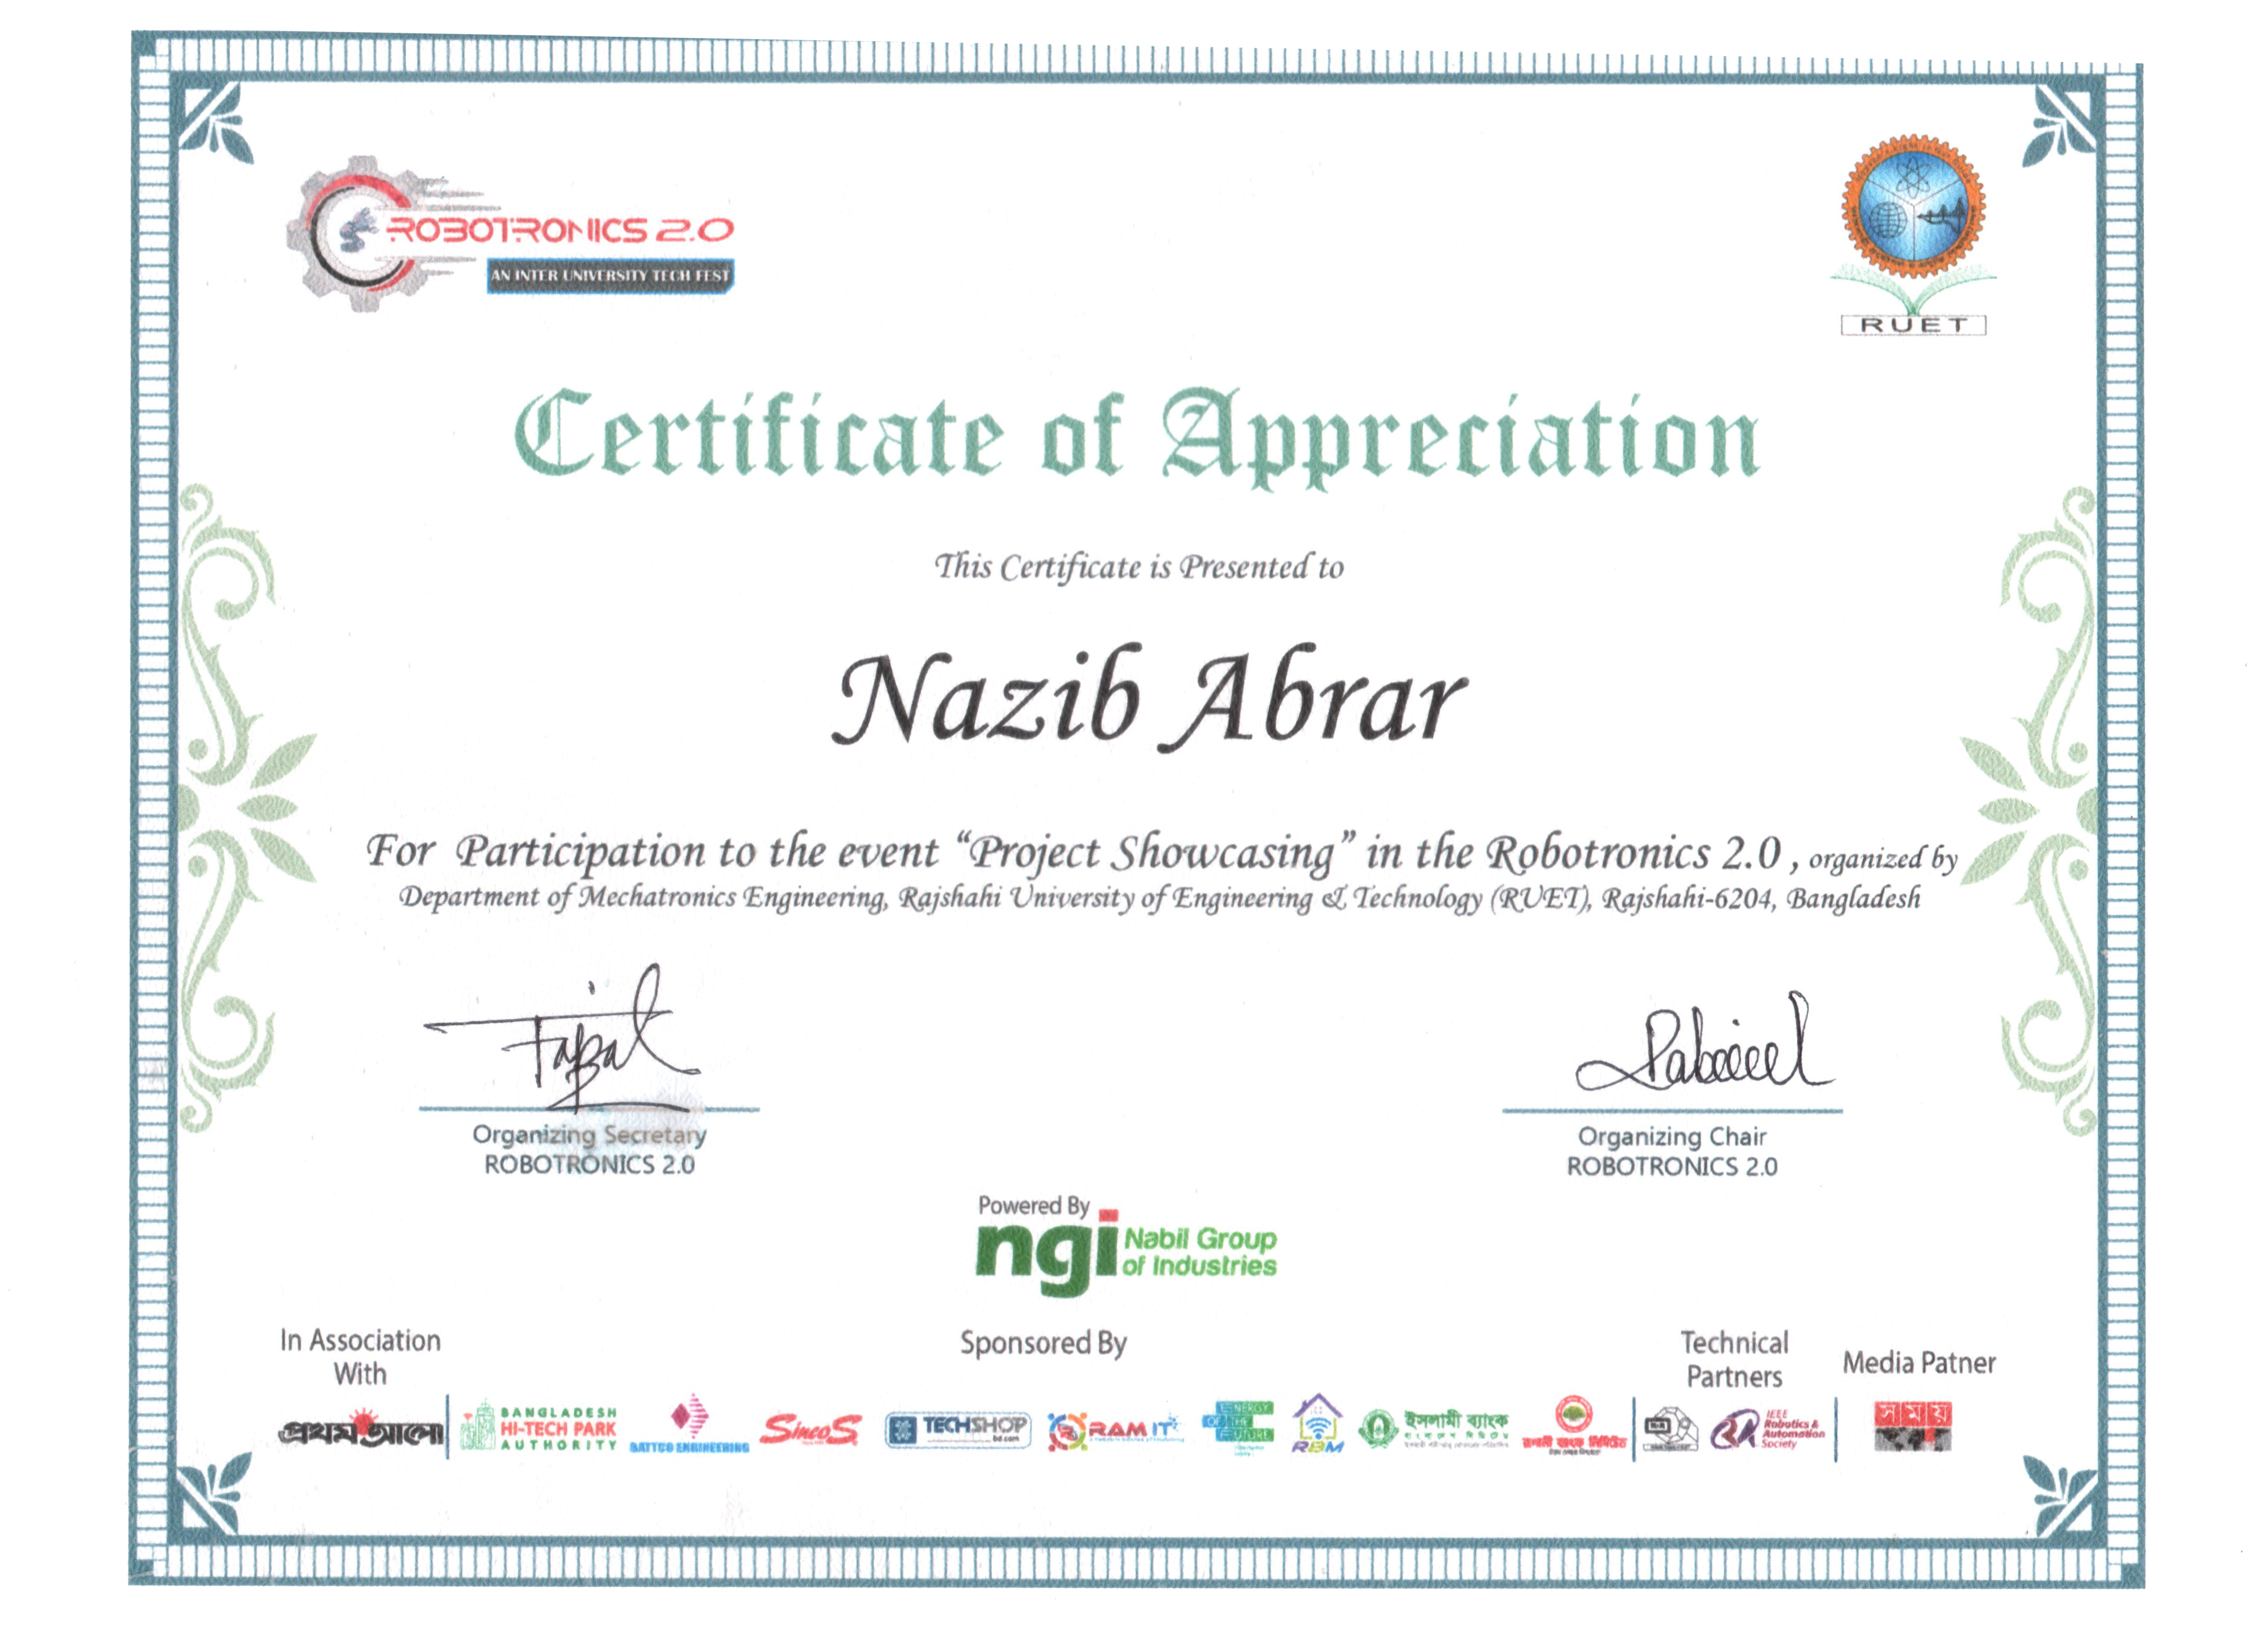 ROBOTRONICS 2.0
AN INTER UNIVERSITY TECH FEST
RUET
Certificate of Appreciation
This Certificate is Presented to
Nazib Abrar
For Participation to the event “Project Showcasing” in the Robotronics 2.0 , organized by
Department of Mechatronics Engineering, Rajshahi University of Engineering & Technology (RUET), Rajshahi-6204, Bangladesh
Organizing Secretary
ROBOTRONICS 2.0
Organizing Chair
ROBOTRONICS 2.0
Powered By
ngi Nabil Group
of Industries
In Association
With
Sponsored By
Technical
Partners
Media Patner
প্রথম আলো
BANGLADESH
HI-TECH PARK
AUTHORITY
BATTCO ENGINEERING
SincoS
TECHSHOP
bd.com
RAM IT
ENERGY
OF THE
FUTURE
RBM
ইসলামী ব্যাংক
রূপালী ব্যাংক লিমিটেড
IEEE
Robotics &
Automation
Society
সময়